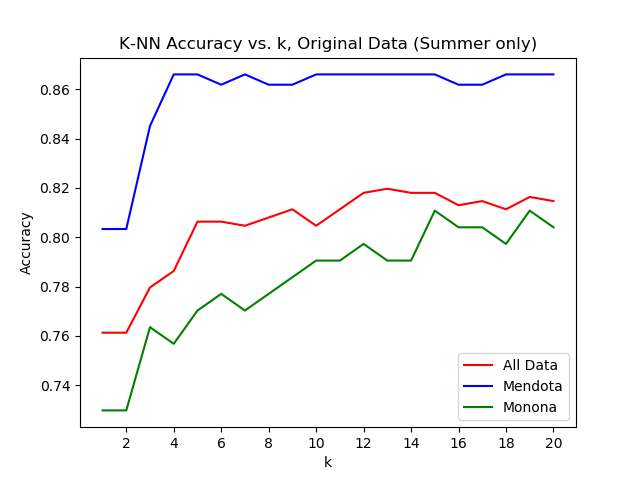 K-NN Accuracy vs. k, Original Data (Summer only)
0.86
0.84
0.82
0.80
0.78
0.76
0.74
Accuracy
All Data
Mendota
Monona
2 4 6 8 10 12 14 16 18 20
k